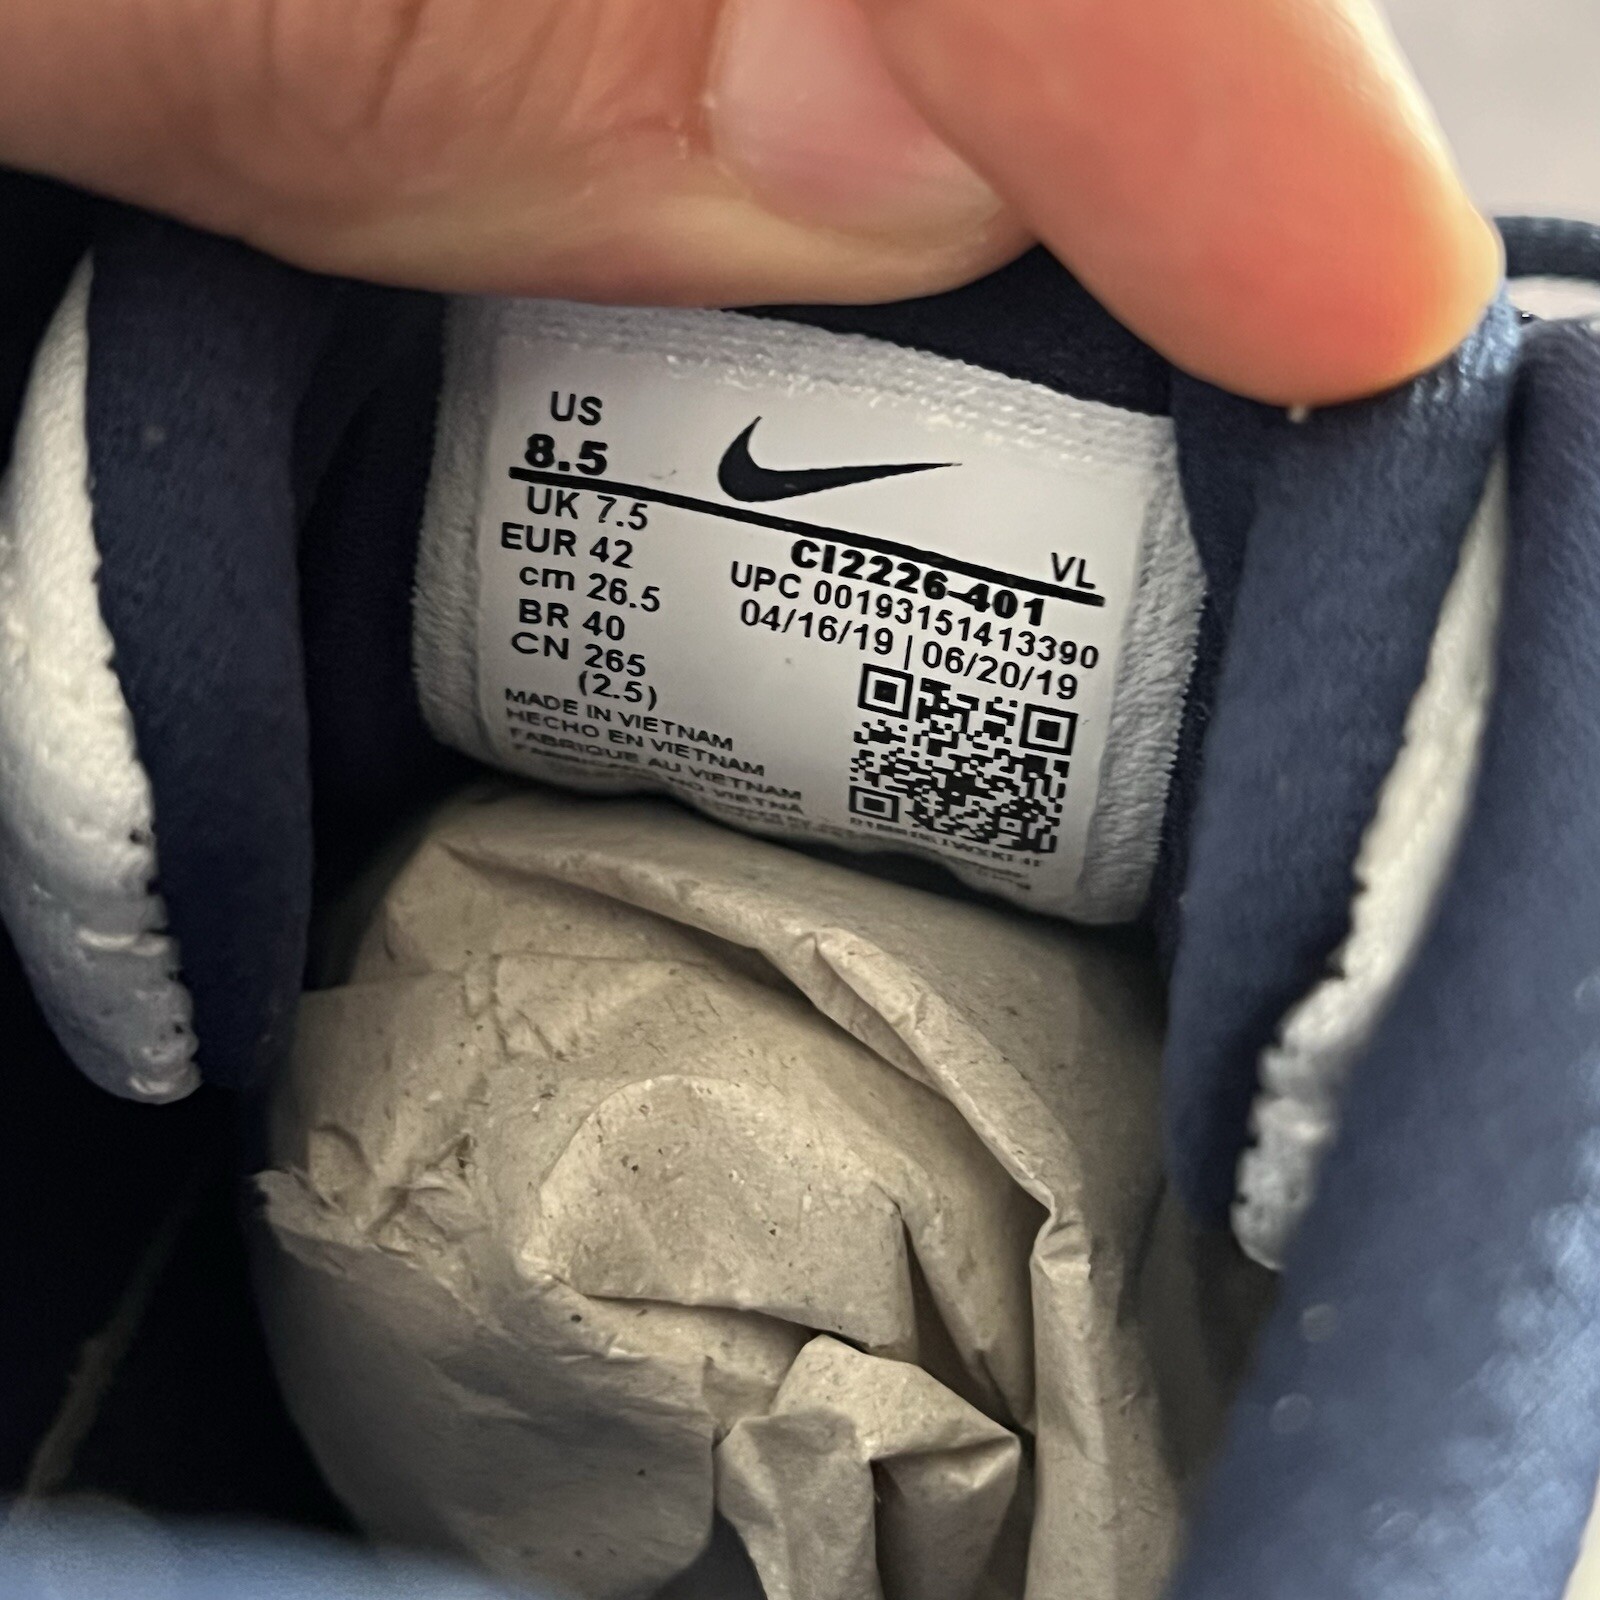 US
8.5
UK 7.5
EUR 42
cm 26.5
BR 40
CN 265
(2.5)
MADE IN VIETNAM
HECHO EN VIETNAM
FABRIQUE AU VIETNAM
VL
CI2226-401
UPC 00193151413390
04/16/19 | 06/20/19